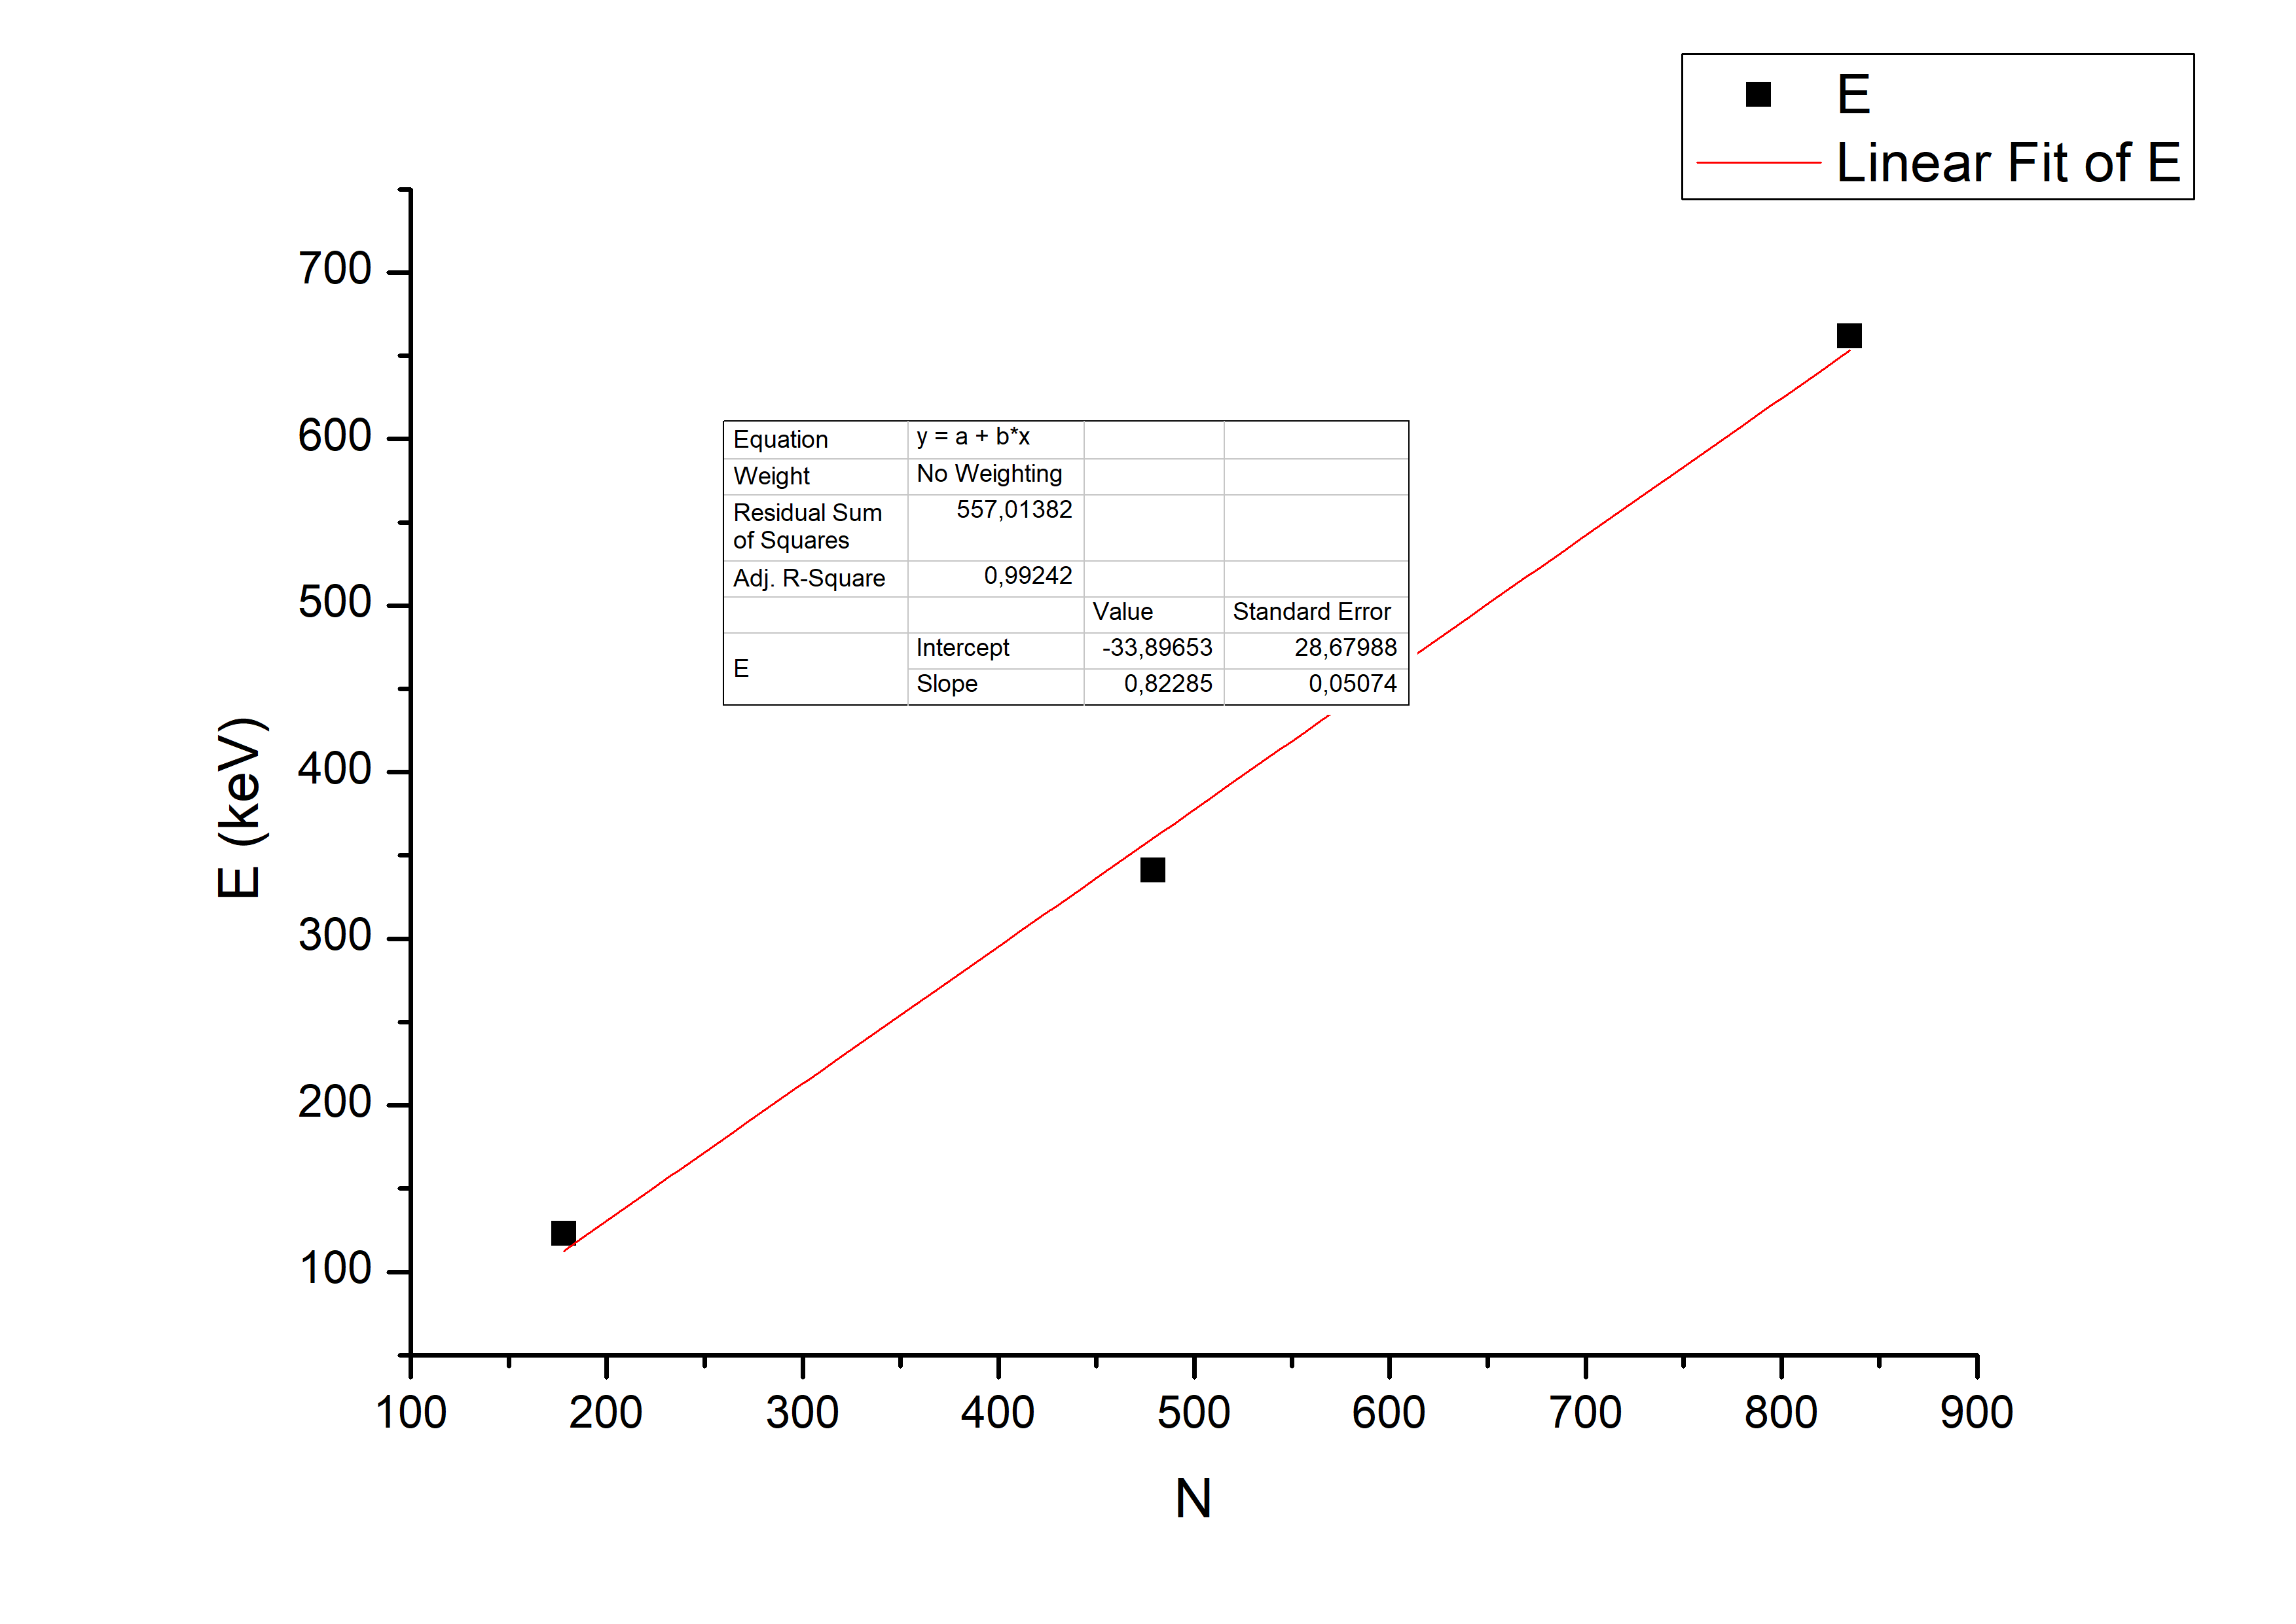 E
Linear Fit of E
700
600
500
400
300
200
100
E (keV)
Equation y = a + b*x
Weight No Weighting
Residual Sum
of Squares 557,01382
Adj. R-Square 0,99242
Value Standard Error
E Intercept -33,89653 28,67988
Slope 0,82285 0,05074
100 200 300 400 500 600 700 800 900
N